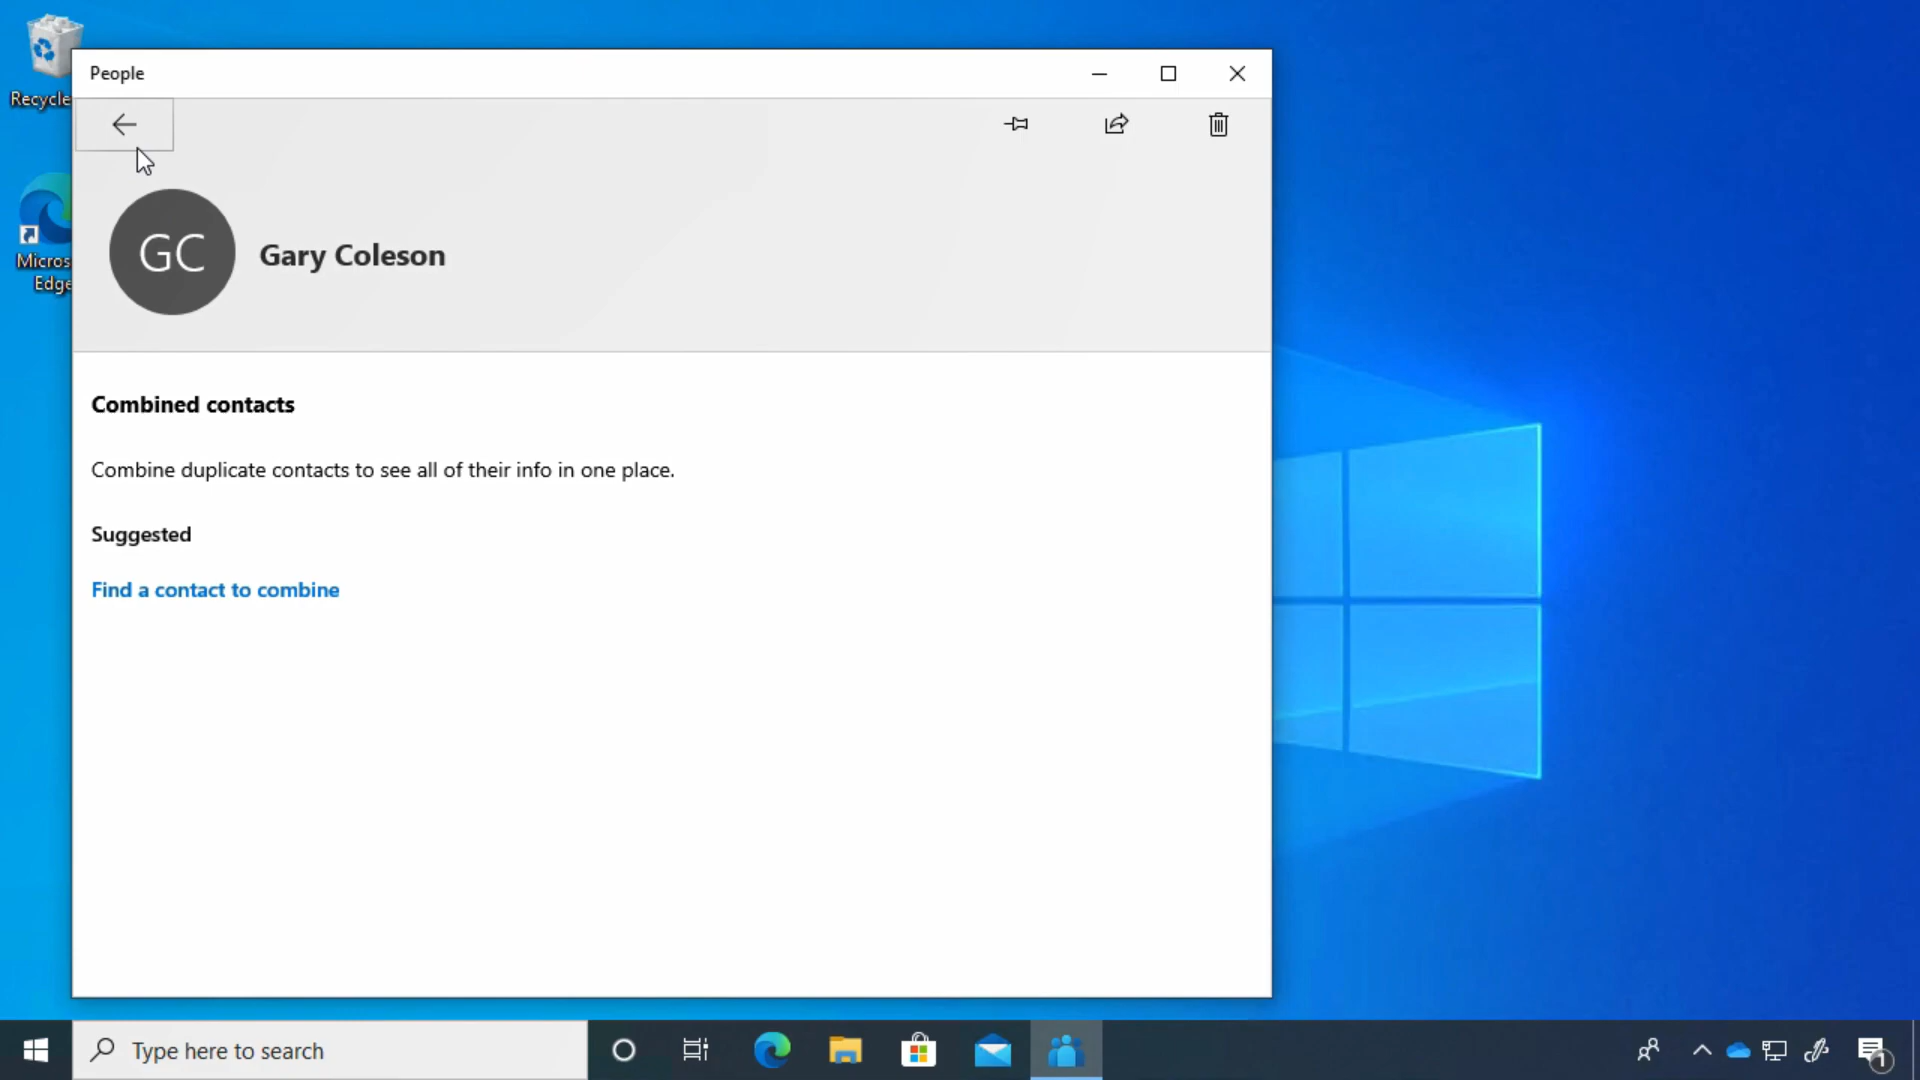 Recycle
People
GC
Gary Coleson
Micros
Edge
Combined contacts
Combine duplicate contacts to see all of their info in one place.
Suggested
Find a contact to combine
Type here to search
1